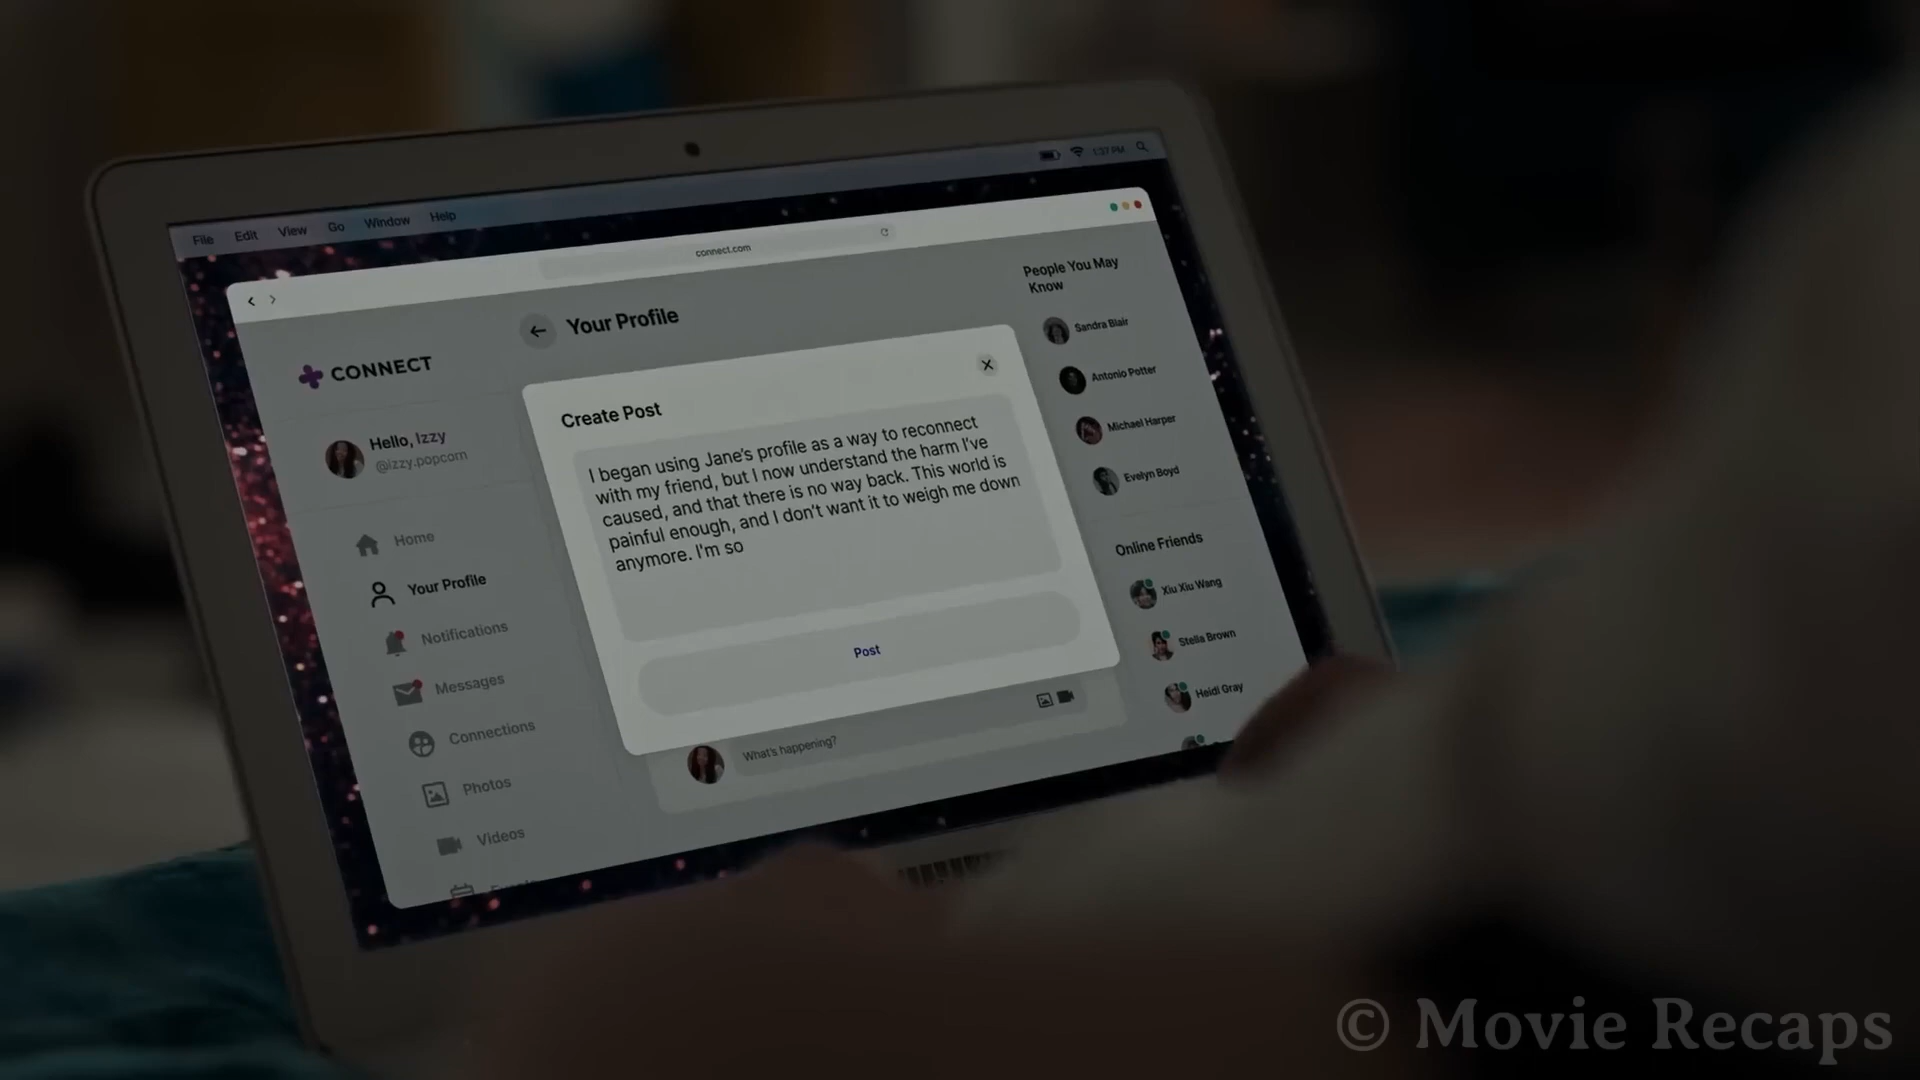 File Edit View Go Window Help
1:37 PM
connect.com
CONNECT
Hello, Izzy
@izzy.popcorn
Home
Your Profile
Notifications
Messages
Connections
Photos
Videos
Your Profile
Create Post
I began using Jane's profile as a way to reconnect
with my friend, but I now understand the harm I've
caused, and that there is no way back. This world is
painful enough, and I don't want it to weigh me down
anymore. I'm so
Post
What's happening?
People You May
Know
Sandra Blair
Antonio Potter
Michael Harper
Evelyn Boyd
Online Friends
Xiu Xiu Wang
Stella Brown
Heidi Gray
© Movie Recaps